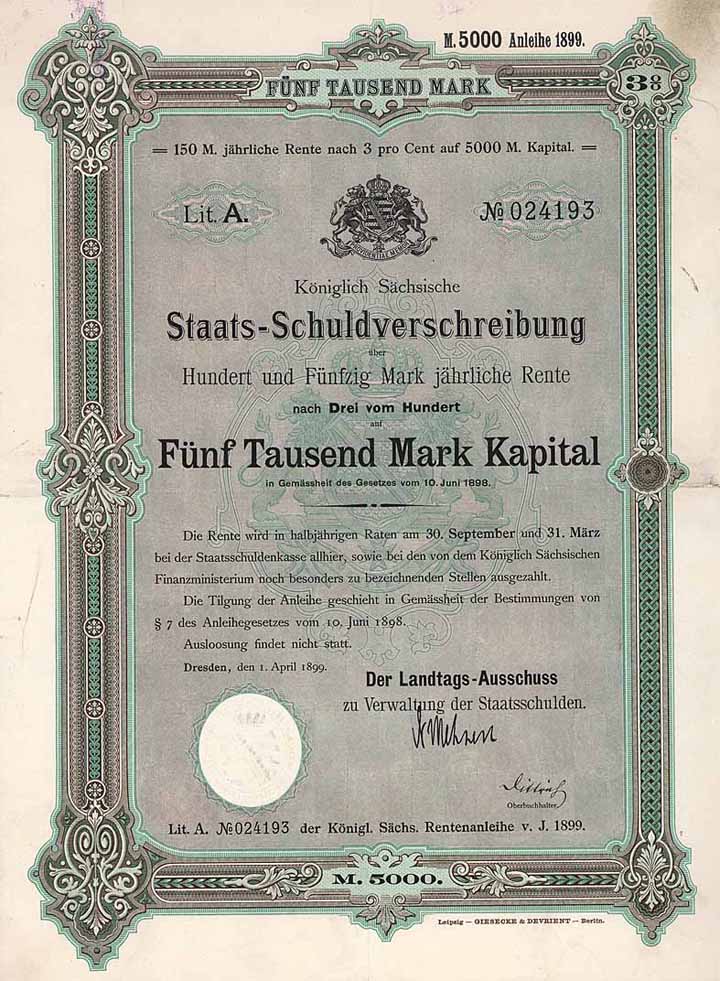 M. 5000 Anleihe 1899.
FÜNF TAUSEND MARK
3%
150 M. jährliche Rente nach 3 pro Cent auf 5000 M. Kapital.
Lit. A.
№ 024193
PROVIDENTIAE MEMOR
Königlich Sächsische
Staats-Schuldverschreibung
über
Hundert und Fünfzig Mark jährliche Rente
nach Drei vom Hundert
auf
Fünf Tausend Mark Kapital
in Gemässheit des Gesetzes vom 10. Juni 1898.
Die Rente wird in halbjährigen Raten am 30. September und 31. März
bei der Staatsschuldenkasse allhier, sowie bei den von dem Königlich Sächsischen
Finanzministerium noch besonders zu bezeichnenden Stellen ausgezahlt.
Die Tilgung der Anleihe geschieht in Gemässheit der Bestimmungen von
§ 7 des Anleihegesetzes vom 10. Juni 1898.
Ausloosung findet nicht statt.
Dresden, den 1. April 1899.
Der Landtags-Ausschuss
zu Verwaltung der Staatsschulden.
Dittrich
Oberbuchhalter.
Lit. A. №024193 der Königl. Sächs. Rentenanleihe v. J. 1899.
M. 5000.
Leipzig — GIESECKE & DEVRIENT — Berlin.